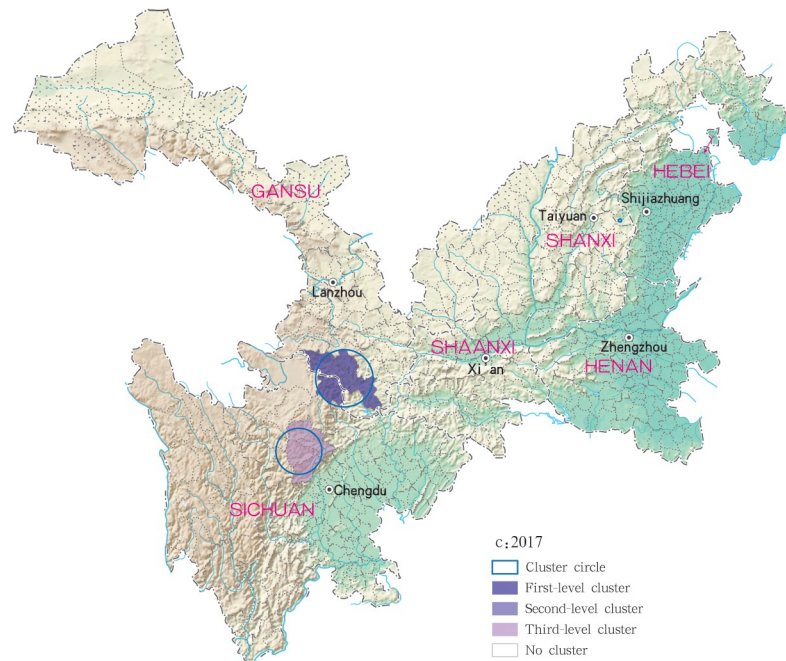 GANSU
HEBEI
Shijiazhuang
Taiyuan
SHANXI
Lanzhou
SHAANXI
Xi'an
Zhengzhou
HENAN
Chengdu
SICHUAN
c:2017
Cluster circle
First-level cluster
Second-level cluster
Third-level cluster
No cluster